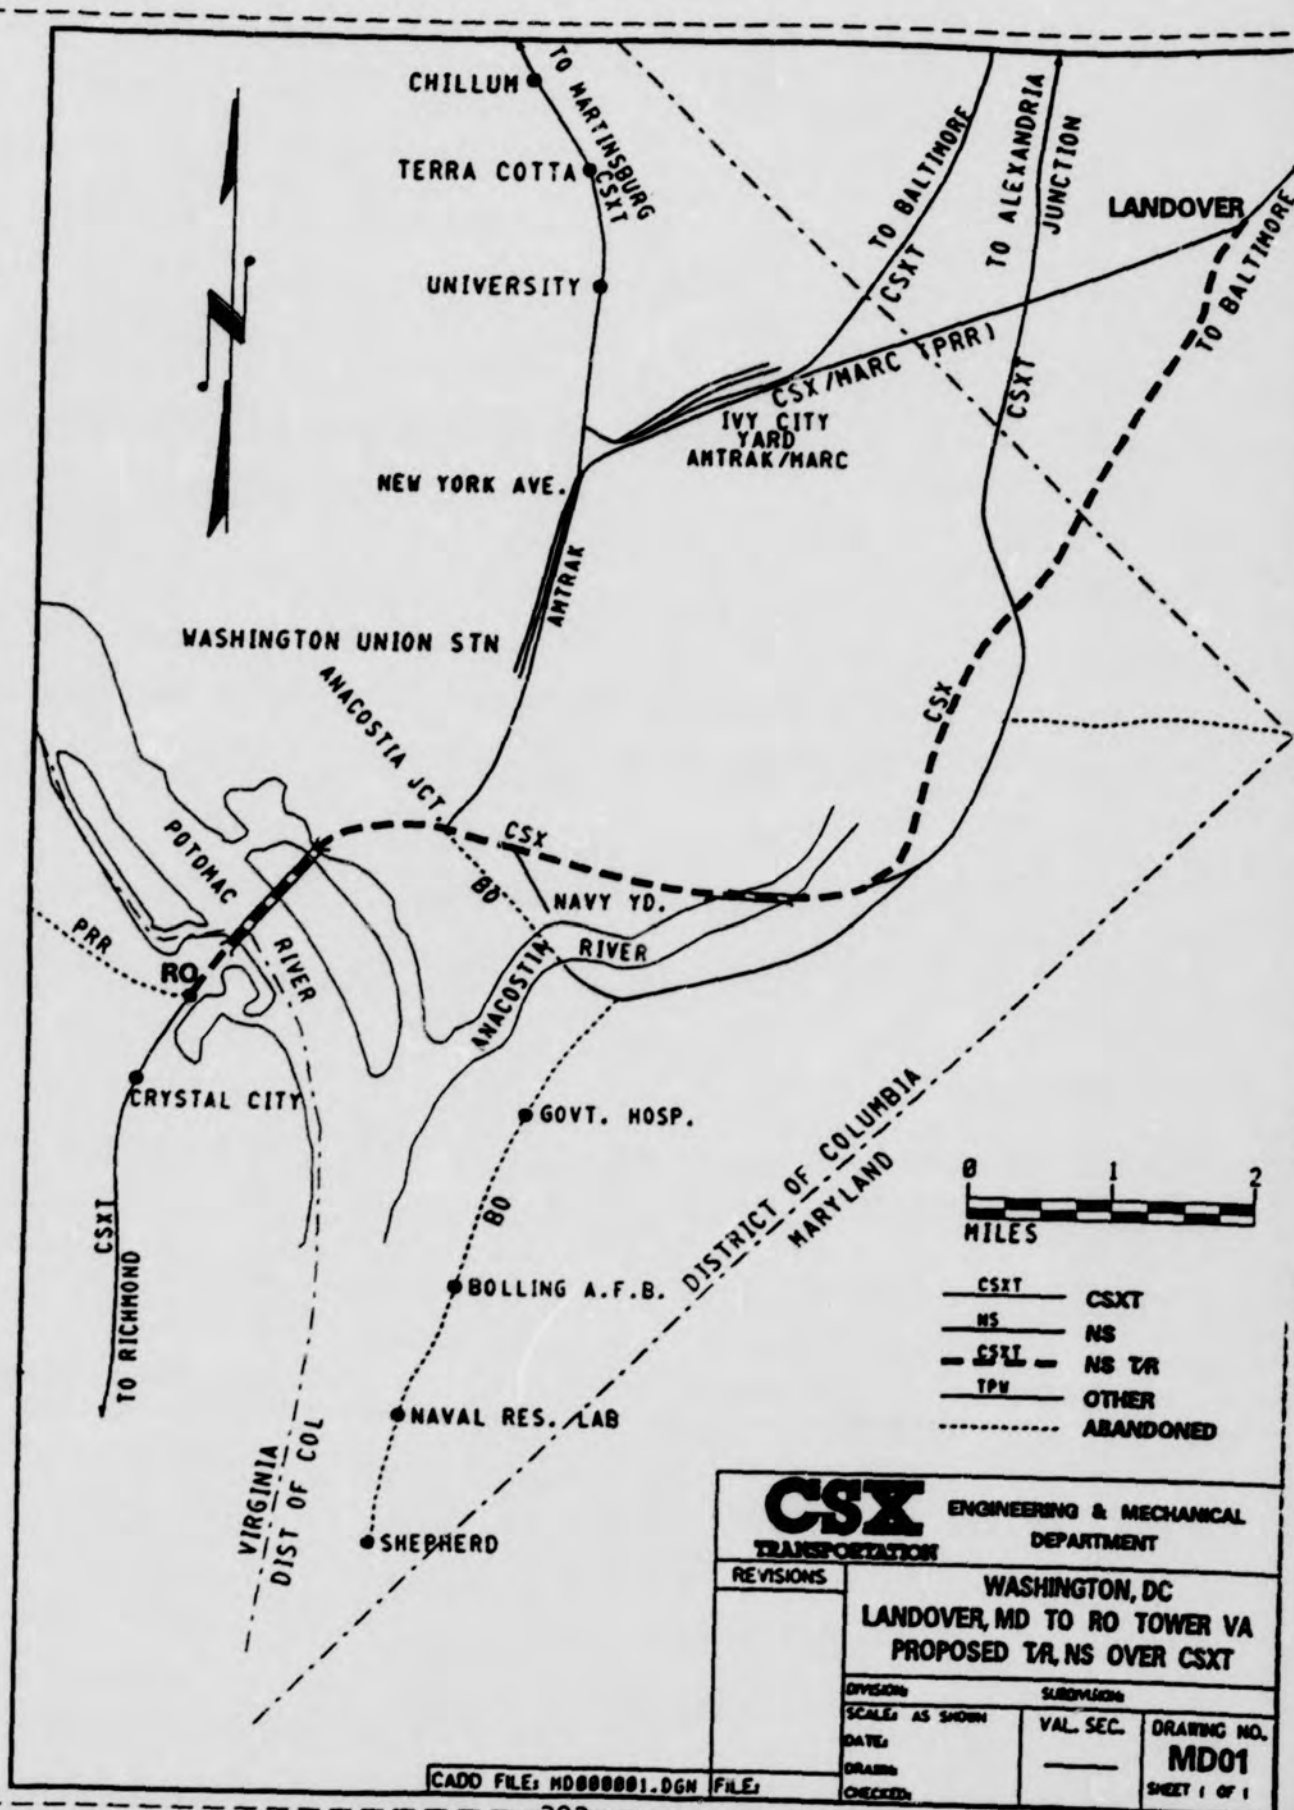 CHILLUM
TO MARTINSBURG
CSXT
TERRA COTTA
UNIVERSITY
TO BALTIMORE
CSXT
TO ALEXANDRIA
JUNCTION
LANDOVER
TO BALTIMORE
CSX/MARC (PRR)
CSXT
IVY CITY
YARD
AMTRAK/MARC
NEW YORK AVE.
AMTRAK
WASHINGTON UNION STN
ANACOSTIA JCT.
CSX
CSX
BO
NAVY YD.
POTOMAC
RIVER
PRR
RO
ANACOSTIA
RIVER
CRYSTAL CITY
GOVT. HOSP.
BO
BOLLING A.F.B.
NAVAL RES. LAB
SHEPHERD
CSXT
TO RICHMOND
VIRGINIA
DIST OF COL
DISTRICT OF COLUMBIA
MARYLAND
0 1 2
MILES
CSXT CSXT
NS NS
CSXT NS T/R
TPW OTHER
ABANDONED
CSX
TRANSPORTATION
ENGINEERING & MECHANICAL
DEPARTMENT
REVISIONS
WASHINGTON, DC
LANDOVER, MD TO RO TOWER VA
PROPOSED T/R, NS OVER CSXT
DIVISION: SUBDIVISION:
SCALE: AS SHOWN
DATE:
DRAWN:
CHECKED:
VAL. SEC.
DRAWING NO.
MD01
SHEET 1 OF 1
CADD FILE: MD000001.DGN FILE: